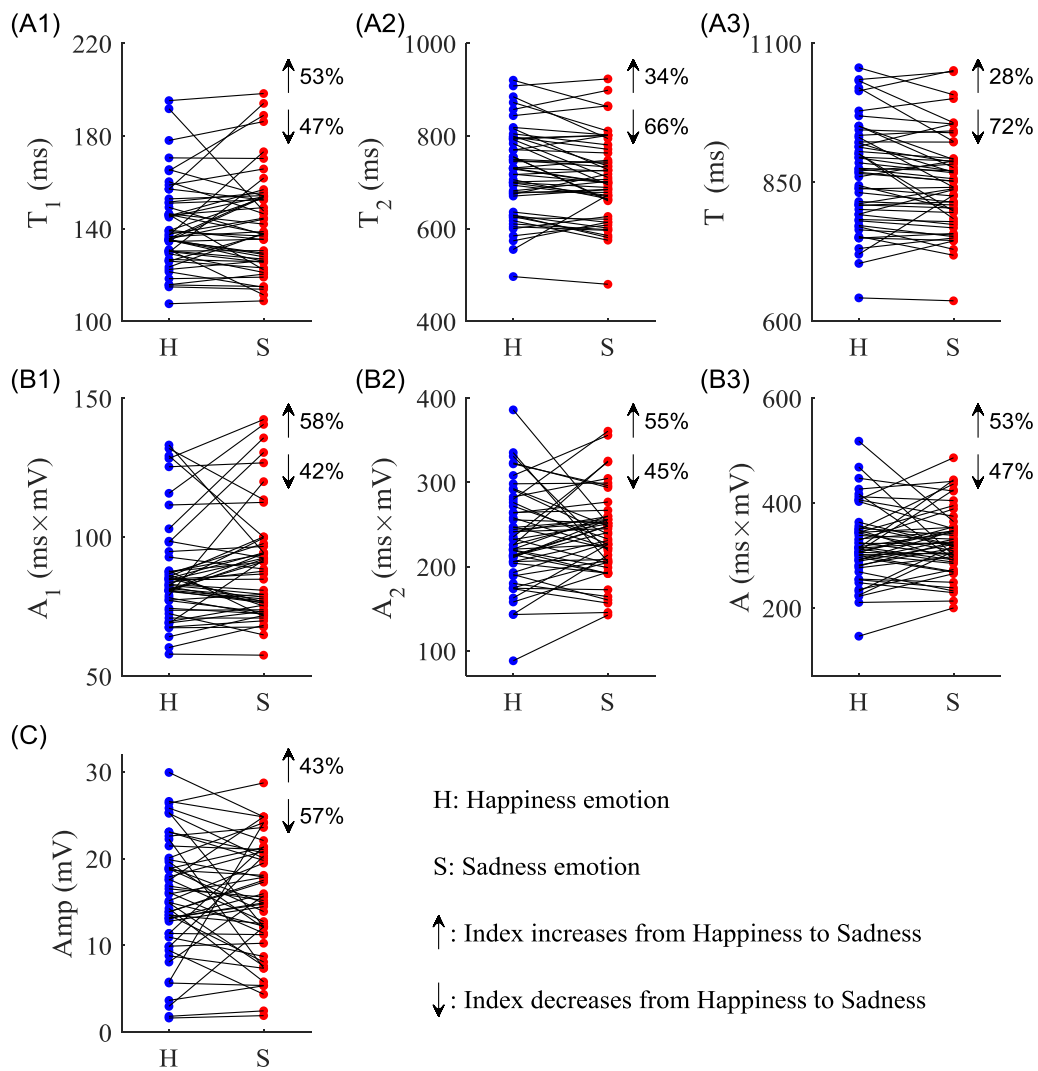 (A1)
220
180
140
100
T1 (ms)
53%
47%
H S
(A2)
1000
800
600
400
T2 (ms)
34%
66%
H S
(A3)
1100
850
600
T (ms)
28%
72%
H S
(B1)
150
100
50
A1 (ms×mV)
58%
42%
H S
(B2)
400
300
200
100
A2 (ms×mV)
55%
45%
H S
(B3)
600
400
200
A (ms×mV)
53%
47%
H S
(C)
30
20
10
0
Amp (mV)
43%
57%
H S
H: Happiness emotion
S: Sadness emotion
↑: Index increases from Happiness to Sadness
↓: Index decreases from Happiness to Sadness